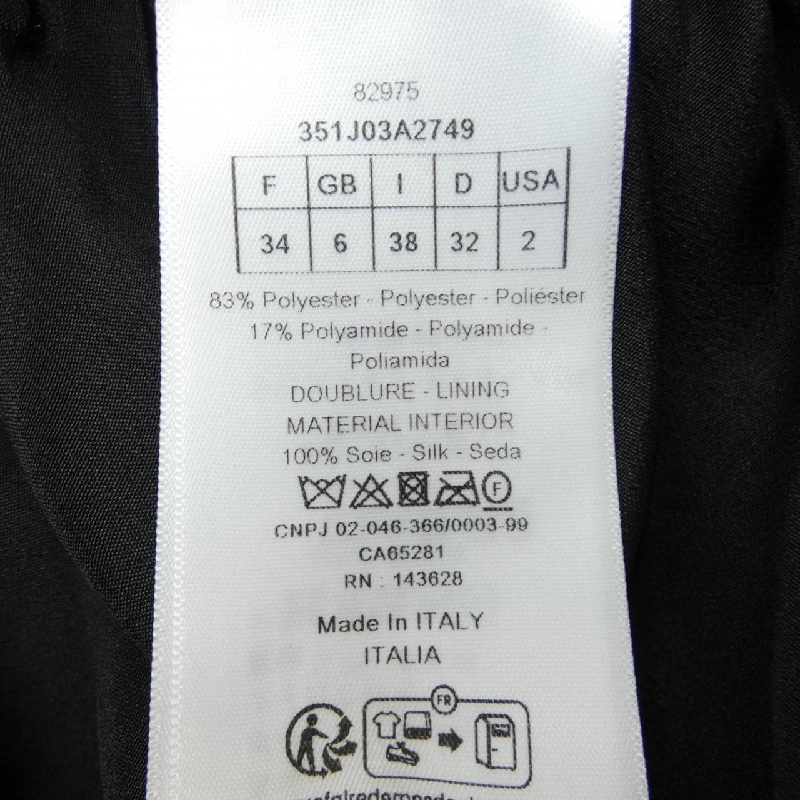 82975
351J03A2749
F GB I D USA
34 6 38 32 2
83% Polyester - Polyester - Poliéster
17% Polyamide - Polyamide -
Poliamida
DOUBLURE - LINING
MATERIAL INTERIOR
100% Soie - Silk - Seda
F
CNPJ 02-046-366/0003-99
CA65281
RN : 143628
Made In ITALY
ITALIA
FR